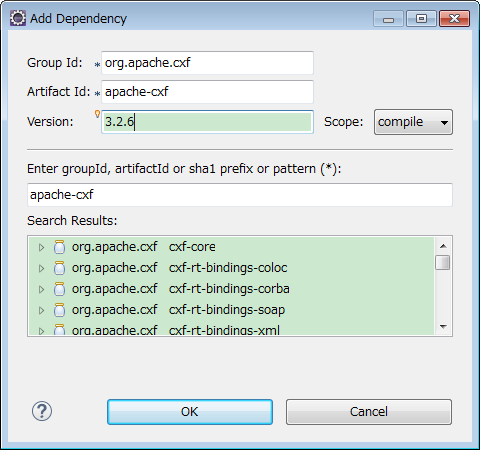 Add Dependency
Group Id: * org.apache.cxf
Artifact Id: * apache-cxf
Version: 3.2.6 Scope: compile
Enter groupId, artifactId or sha1 prefix or pattern (*):
apache-cxf
Search Results:
org.apache.cxf cxf-core
org.apache.cxf cxf-rt-bindings-coloc
org.apache.cxf cxf-rt-bindings-corba
org.apache.cxf cxf-rt-bindings-soap
org.apache.cxf cxf-rt-bindings-xml
? OK Cancel